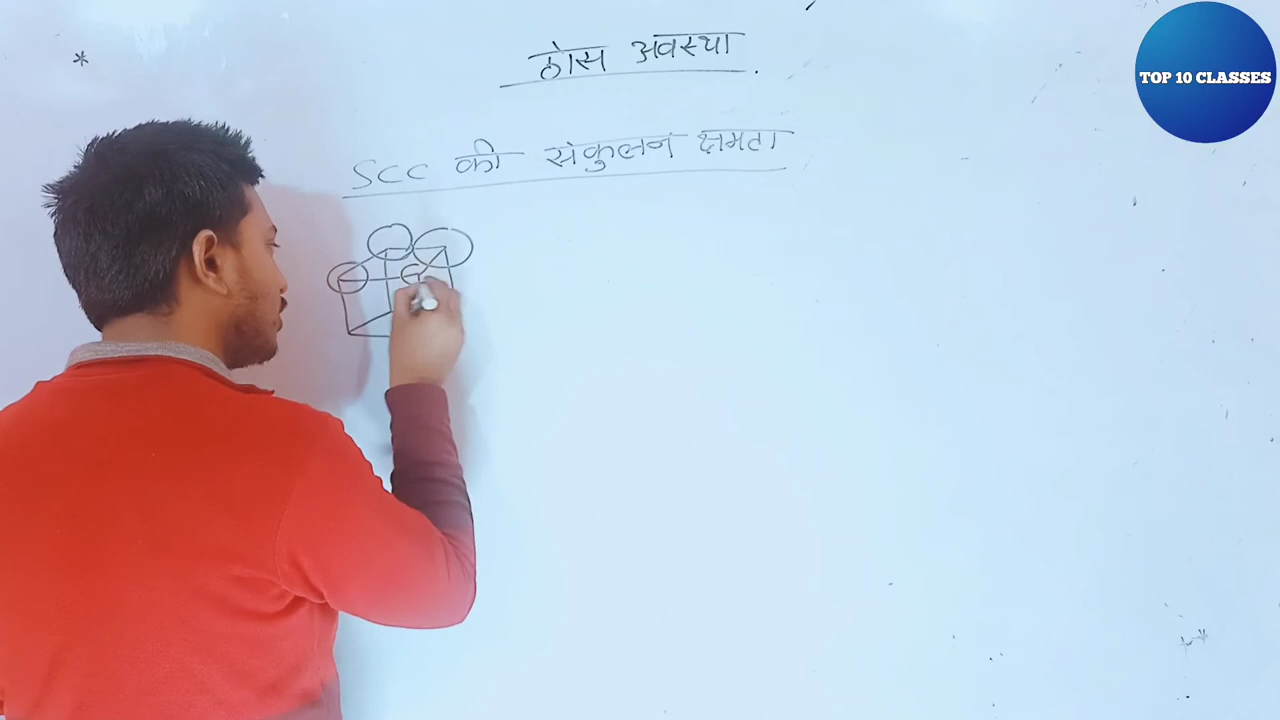 ठोस अवस्था
TOP 10 CLASSES
SCC की संकुलन क्षमता